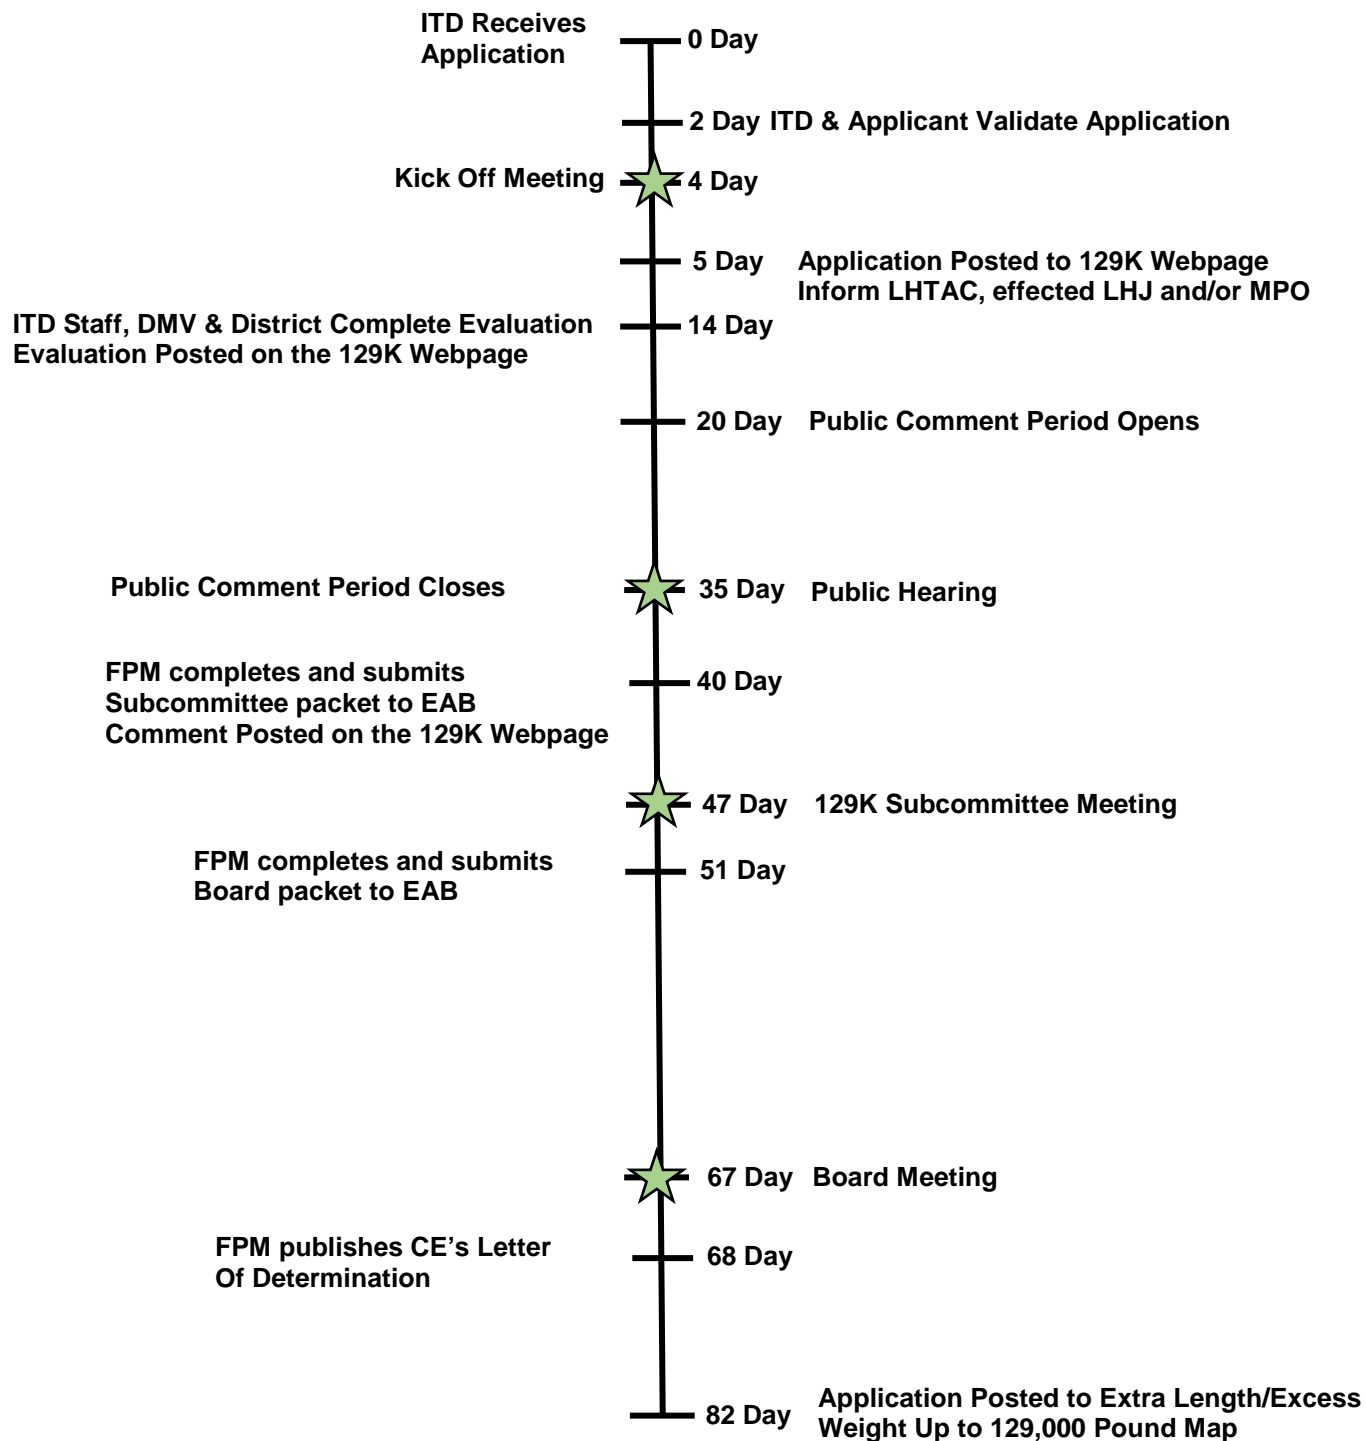 ITD Receives
Application
0 Day
2 Day ITD & Applicant Validate Application
Kick Off Meeting
4 Day
5 Day
Application Posted to 129K Webpage
Inform LHTAC, effected LHJ and/or MPO
ITD Staff, DMV & District Complete Evaluation
Evaluation Posted on the 129K Webpage
14 Day
20 Day Public Comment Period Opens
Public Comment Period Closes
35 Day Public Hearing
FPM completes and submits
Subcommittee packet to EAB
Comment Posted on the 129K Webpage
40 Day
47 Day 129K Subcommittee Meeting
FPM completes and submits
Board packet to EAB
51 Day
67 Day Board Meeting
FPM publishes CE's Letter
Of Determination
68 Day
82 Day
Application Posted to Extra Length/Excess
Weight Up to 129,000 Pound Map